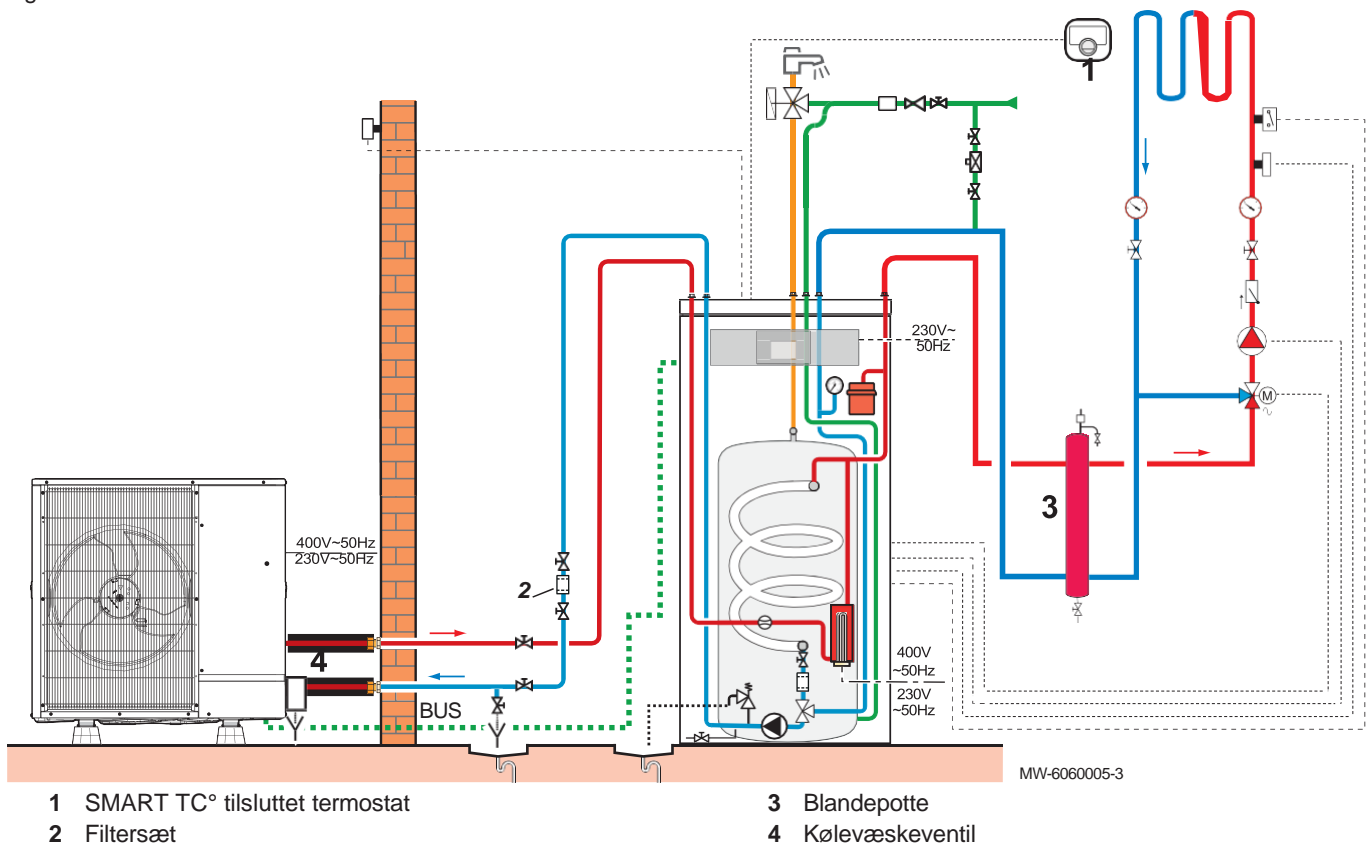 1
230V~
50Hz
3
400V~50Hz
230V~50Hz
2
4
400V
~50Hz
230V
~50Hz
BUS
M
MW-6060005-3
1 SMART TC° tilsluttet termostat
2 Filtersæt
3 Blandepotte
4 Kølevæskeventil